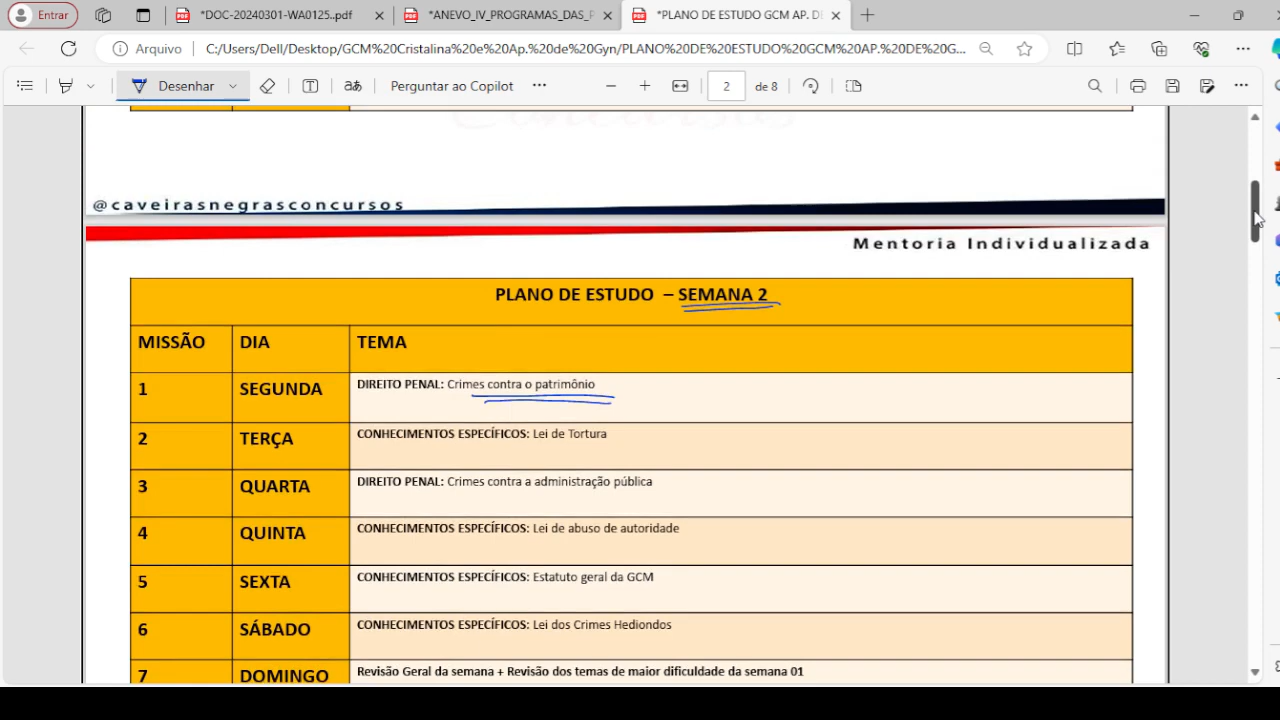 Entrar
*DOC-20240301-WA0125..pdf
*ANEVO_IV_PROGRAMAS_DAS_P
*PLANO DE ESTUDO GCM AP. DE
Arquivo
C:/Users/Dell/Desktop/GCM%20Cristalina%20e%20Ap.%20de%20Gyn/PLANO%20DE%20ESTUDO%20GCM%20AP.%20DE%20G...
Desenhar
Perguntar ao Copilot
2
de 8
Concursos
@caveirasnegrasconcursos
Mentoria Individualizada
PLANO DE ESTUDO – SEMANA 2
MISSÃO DIA TEMA
1 SEGUNDA DIREITO PENAL: Crimes contra o patrimônio
2 TERÇA CONHECIMENTOS ESPECÍFICOS: Lei de Tortura
3 QUARTA DIREITO PENAL: Crimes contra a administração pública
4 QUINTA CONHECIMENTOS ESPECÍFICOS: Lei de abuso de autoridade
5 SEXTA CONHECIMENTOS ESPECÍFICOS: Estatuto geral da GCM
6 SÁBADO CONHECIMENTOS ESPECÍFICOS: Lei dos Crimes Hediondos
7 DOMINGO Revisão Geral da semana + Revisão dos temas de maior dificuldade da semana 01